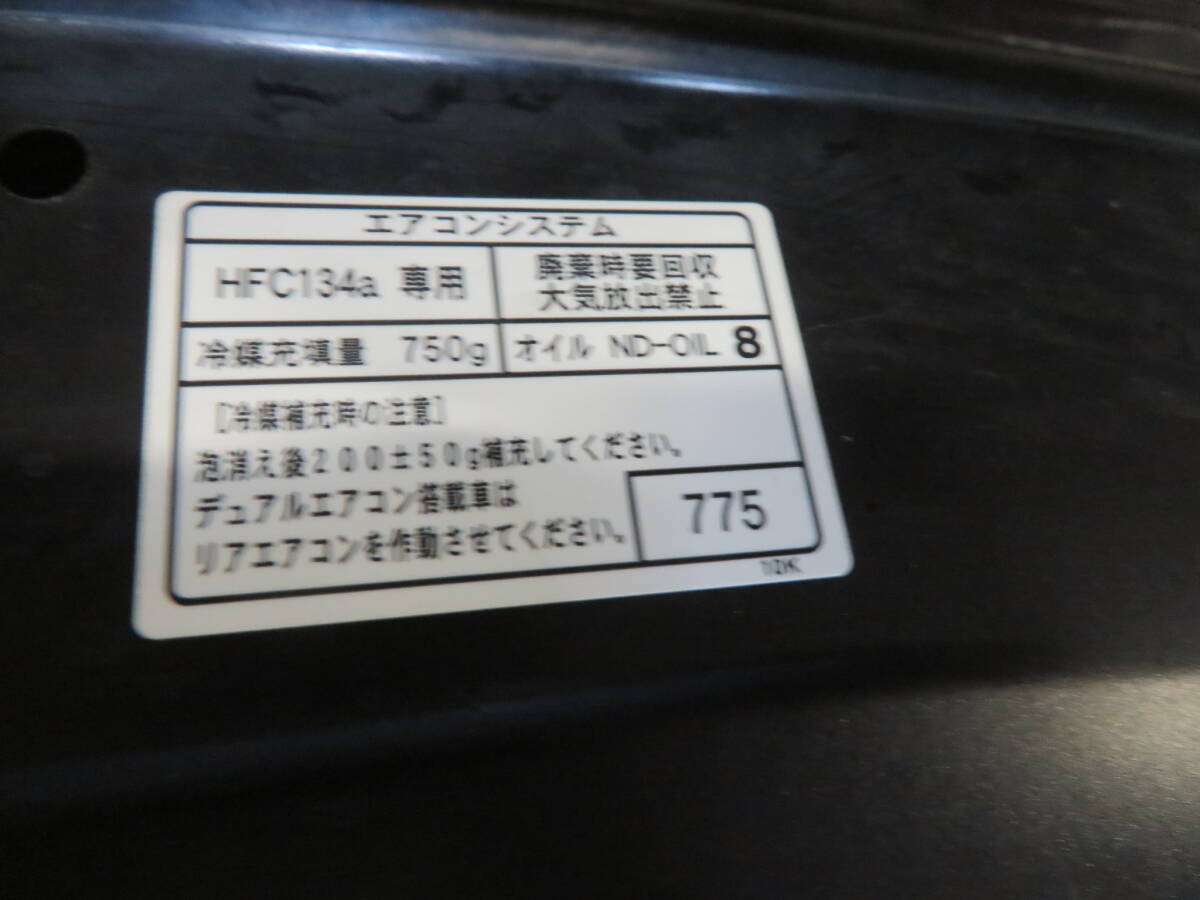 エアコンシステム
HFC134a 専用
廃棄時要回収
大気放出禁止
冷媒充填量 750g
オイル ND-OIL 8
[冷媒補充時の注意]
泡消え後200±50g補充してください。
デュアルエアコン搭載車は
リアエアコンを作動させてください。
775
10K